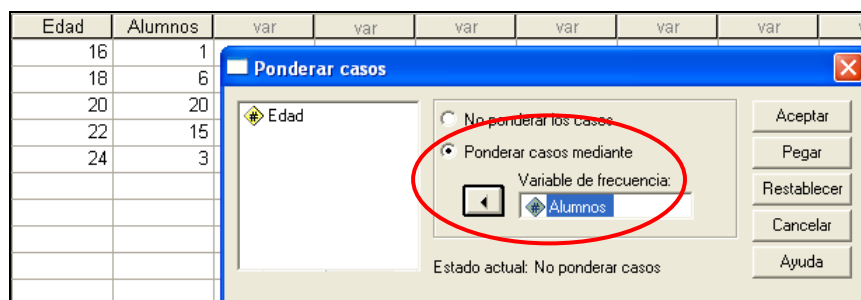 Edad Alumnos var var var var var var
16 1
18 6
20 20
22 15
24 3
Ponderar casos
Edad
No ponderar los casos
Ponderar casos mediante
Variable de frecuencia:
Alumnos
Estado actual: No ponderar casos
Aceptar
Pegar
Restablecer
Cancelar
Ayuda